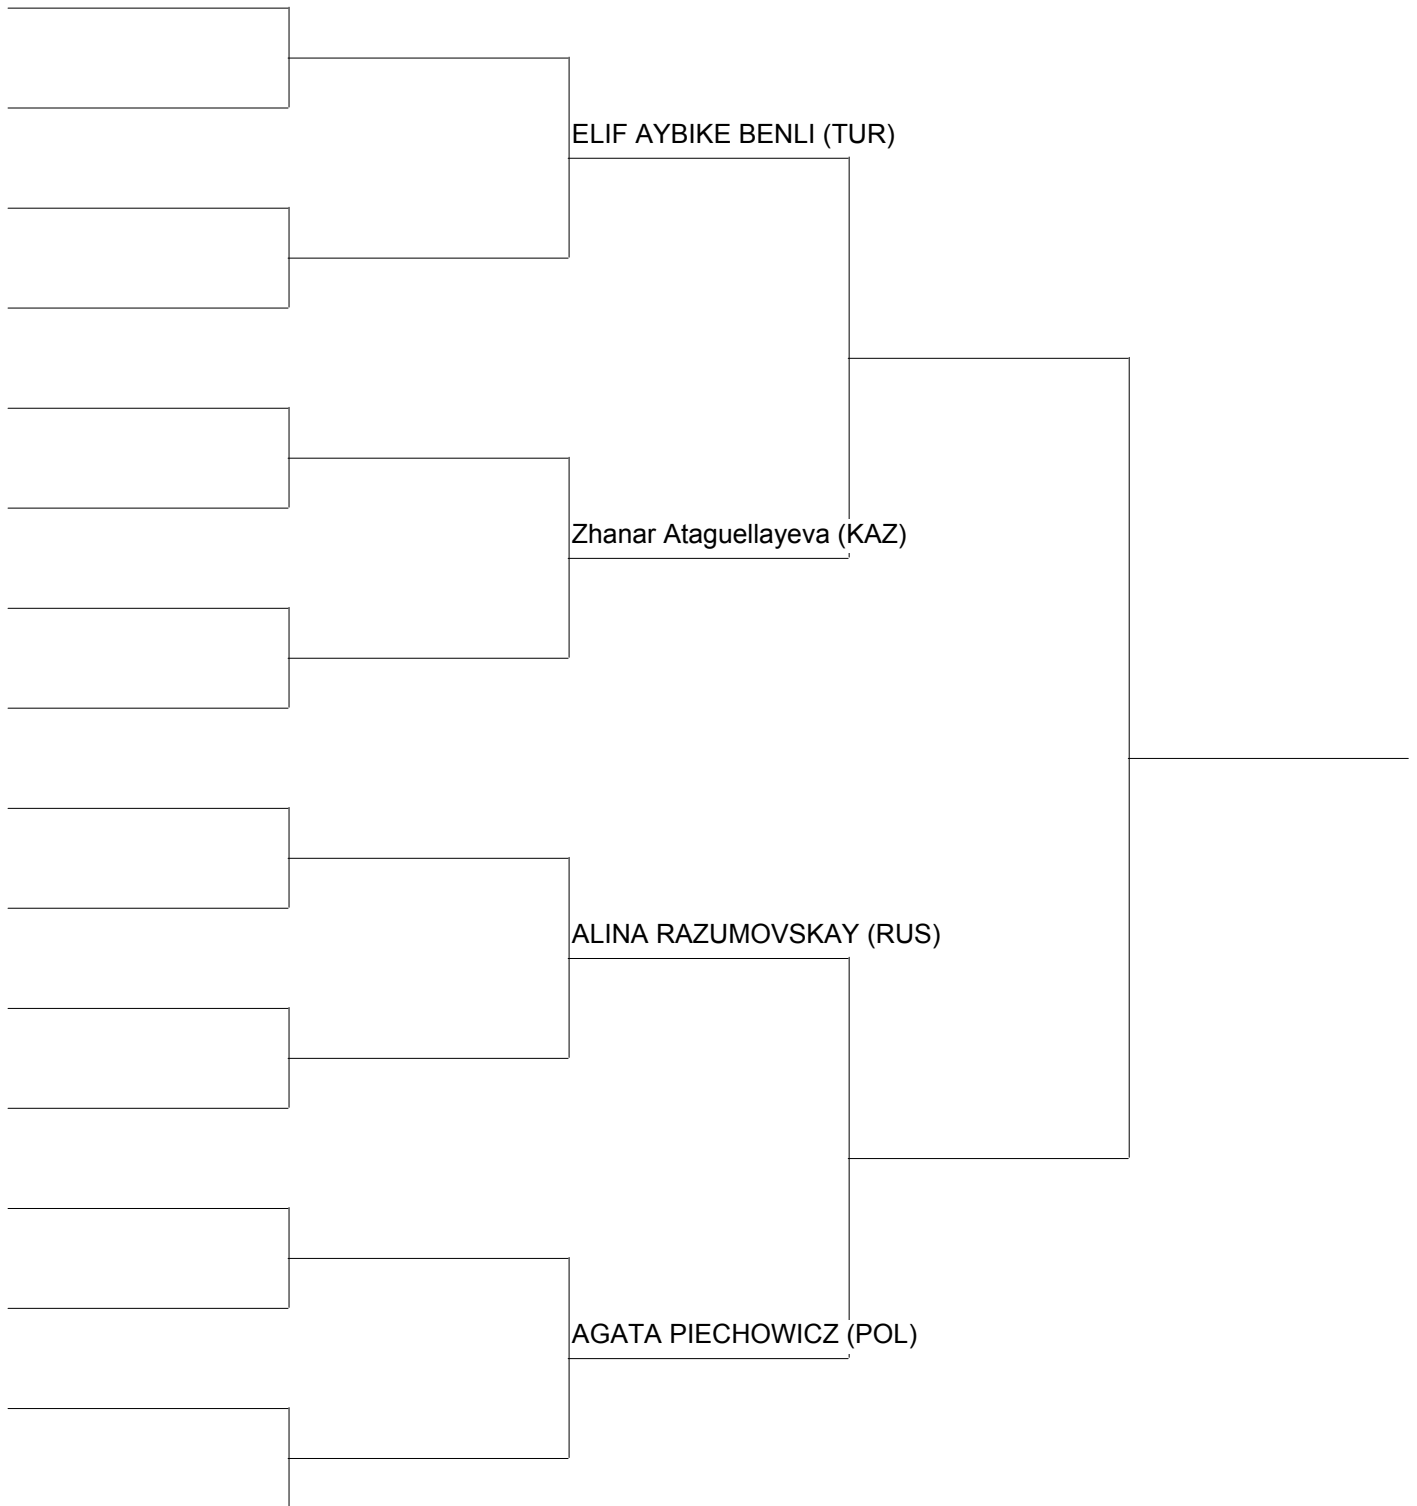 ELIF AYBIKE BENLI (TUR)
Zhanar Ataguellayeva (KAZ)
ALINA RAZUMOVSKAY (RUS)
AGATA PIECHOWICZ (POL)